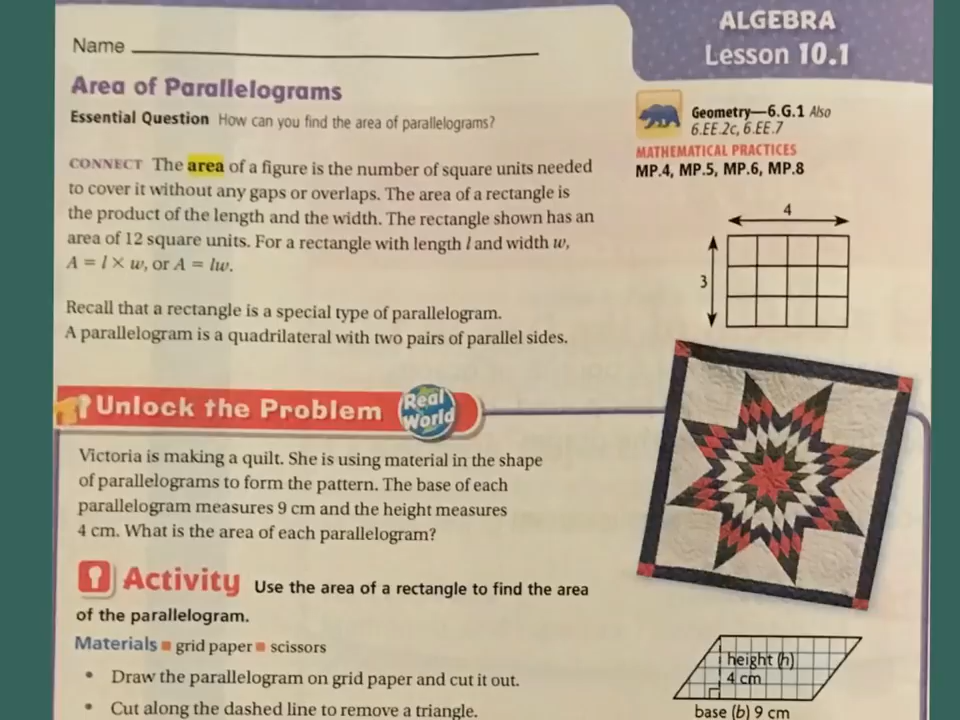 ALGEBRA
Lesson 10.1
Name
Area of Parallelograms
Essential Question How can you find the area of parallelograms?
Geometry—6.G.1 Also
6.EE.2c, 6.EE.7
MATHEMATICAL PRACTICES
MP.4, MP.5, MP.6, MP.8
CONNECT The area of a figure is the number of square units needed
to cover it without any gaps or overlaps. The area of a rectangle is
the product of the length and the width. The rectangle shown has an
area of 12 square units. For a rectangle with length l and width w,
A = l × w, or A = lw.
4
3
Recall that a rectangle is a special type of parallelogram.
A parallelogram is a quadrilateral with two pairs of parallel sides.
Unlock the Problem
Real
World
Victoria is making a quilt. She is using material in the shape
of parallelograms to form the pattern. The base of each
parallelogram measures 9 cm and the height measures
4 cm. What is the area of each parallelogram?
Activity Use the area of a rectangle to find the area
of the parallelogram.
Materials ■ grid paper ■ scissors
• Draw the parallelogram on grid paper and cut it out.
• Cut along the dashed line to remove a triangle.
height (h)
4 cm
base (b) 9 cm